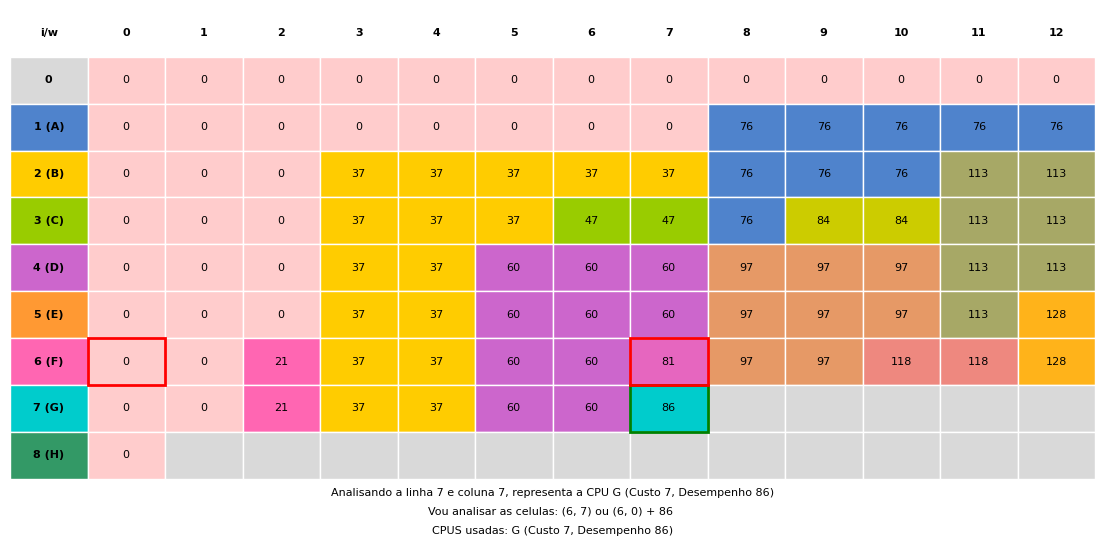 i/w 0 1 2 3 4 5 6 7 8 9 10 11 12
0 0 0 0 0 0 0 0 0 0 0 0 0 0
1 (A) 0 0 0 0 0 0 0 0 76 76 76 76 76
2 (B) 0 0 0 37 37 37 37 37 76 76 76 113 113
3 (C) 0 0 0 37 37 37 47 47 76 84 84 113 113
4 (D) 0 0 0 37 37 60 60 60 97 97 97 113 113
5 (E) 0 0 0 37 37 60 60 60 97 97 97 113 128
6 (F) 0 0 21 37 37 60 60 81 97 97 118 118 128
7 (G) 0 0 21 37 37 60 60 86
8 (H) 0
Analisando a linha 7 e coluna 7, representa a CPU G (Custo 7, Desempenho 86)
Vou analisar as celulas: (6, 7) ou (6, 0) + 86
CPUS usadas: G (Custo 7, Desempenho 86)